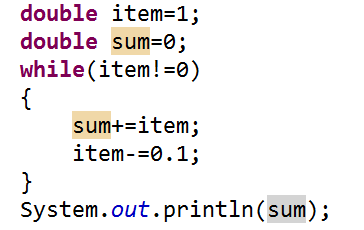 double item=1;
double sum=0;
while(item!=0)
{
    sum+=item;
    item-=0.1;
}
System.out.println(sum);